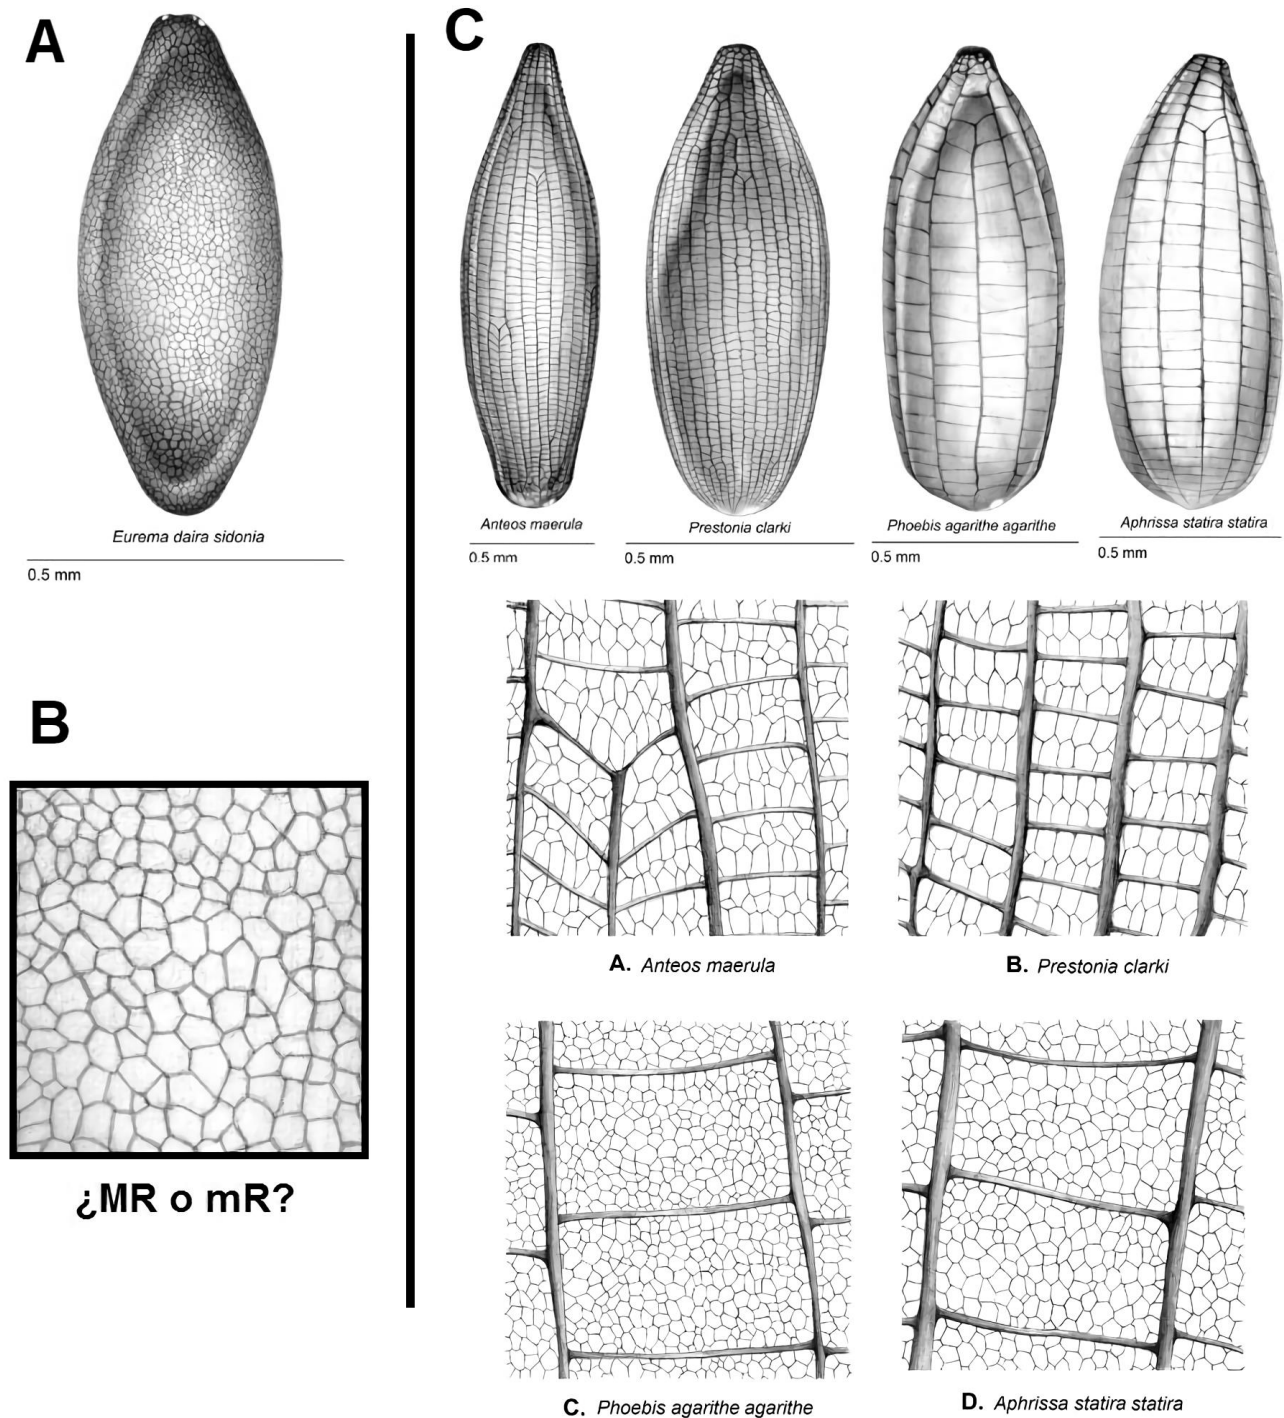 A
C
Eurema daira sidonia
0.5 mm
Anteos maerula
Prestonia clarki
Phoebis agarithe agarithe
Aphrissa statira statira
0.5 mm
0.5 mm
0.5 mm
0.5 mm
B
¿MR o mR?
A. Anteos maerula
B. Prestonia clarki
C. Phoebis agarithe agarithe
D. Aphrissa statira statira